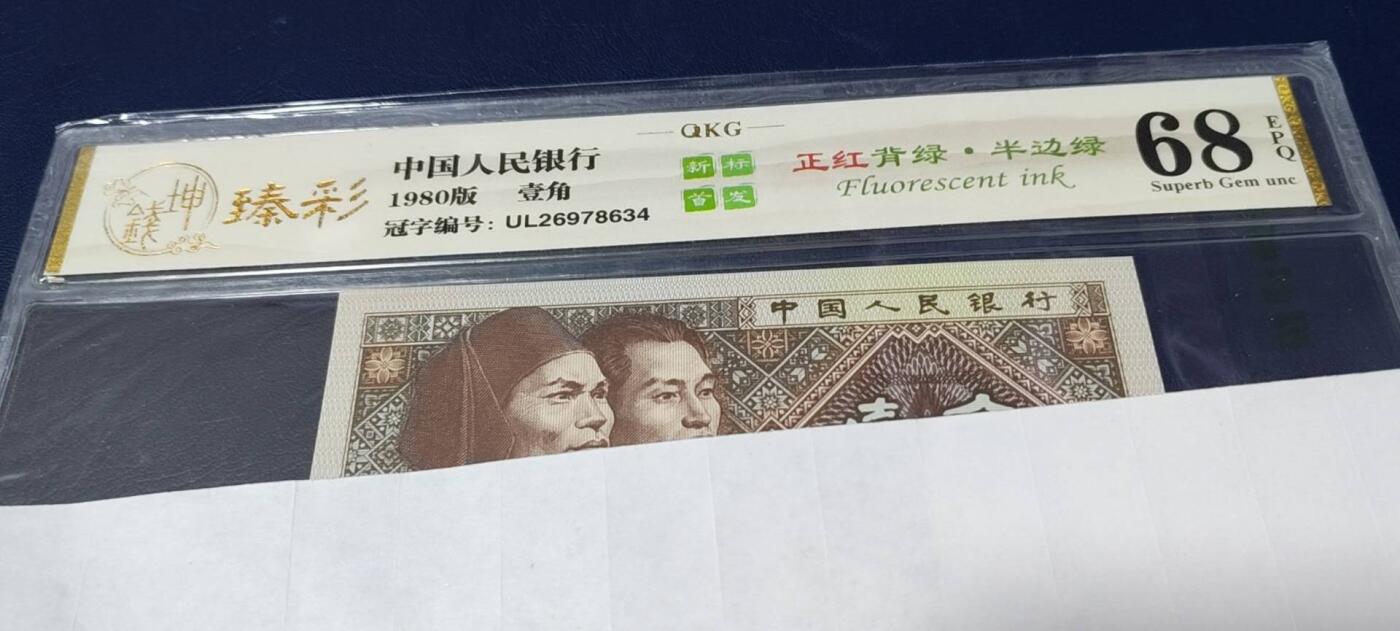 QKG
钱坤
臻彩
中国人民银行
1980版 壹角
冠字编号: UL26978634
新标
首发
正红背绿·半边绿
Fluorescent ink
68
EPQ
Superb Gem unc
中国人民银行